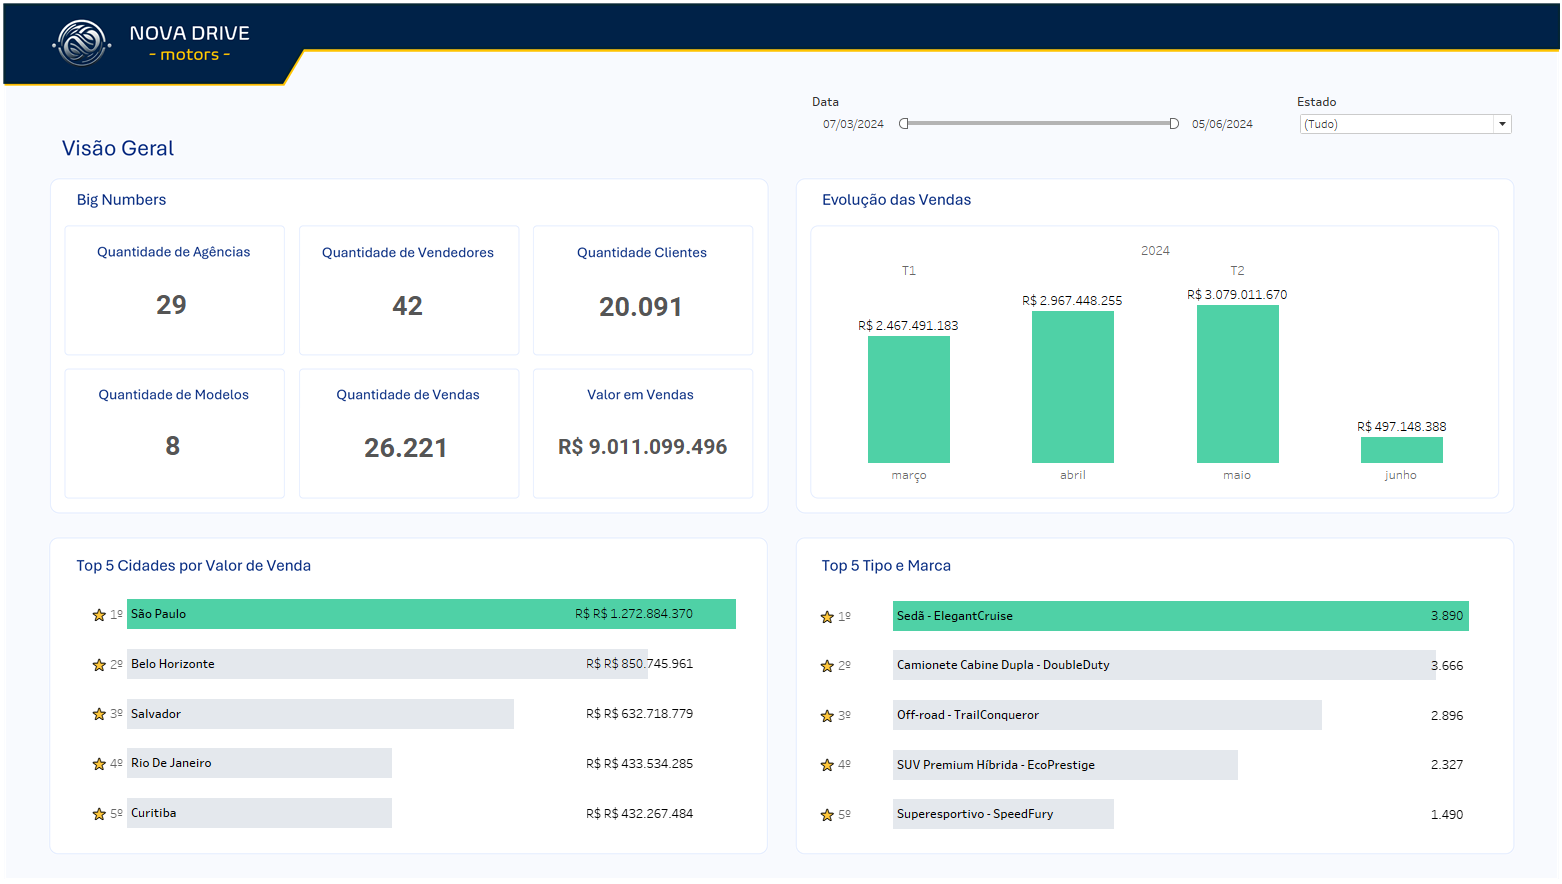 NOVA DRIVE
- motors -
Data
07/03/2024
05/06/2024
Estado
(Tudo)
Visão Geral
Big Numbers
Quantidade de Agências
29
Quantidade de Vendedores
42
Quantidade Clientes
20.091
Quantidade de Modelos
8
Quantidade de Vendas
26.221
Valor em Vendas
R$ 9.011.099.496
Evolução das Vendas
2024
T1
T2
R$ 2.467.491.183
R$ 2.967.448.255
R$ 3.079.011.670
R$ 497.148.388
março
abril
maio
junho
Top 5 Cidades por Valor de Venda
1º São Paulo R$ R$ 1.272.884.370
2º Belo Horizonte R$ R$ 850.745.961
3º Salvador R$ R$ 632.718.779
4º Rio De Janeiro R$ R$ 433.534.285
5º Curitiba R$ R$ 432.267.484
Top 5 Tipo e Marca
1º Sedã - ElegantCruise 3.890
2º Camionete Cabine Dupla - DoubleDuty 3.666
3º Off-road - TrailConqueror 2.896
4º SUV Premium Híbrida - EcoPrestige 2.327
5º Superesportivo - SpeedFury 1.490